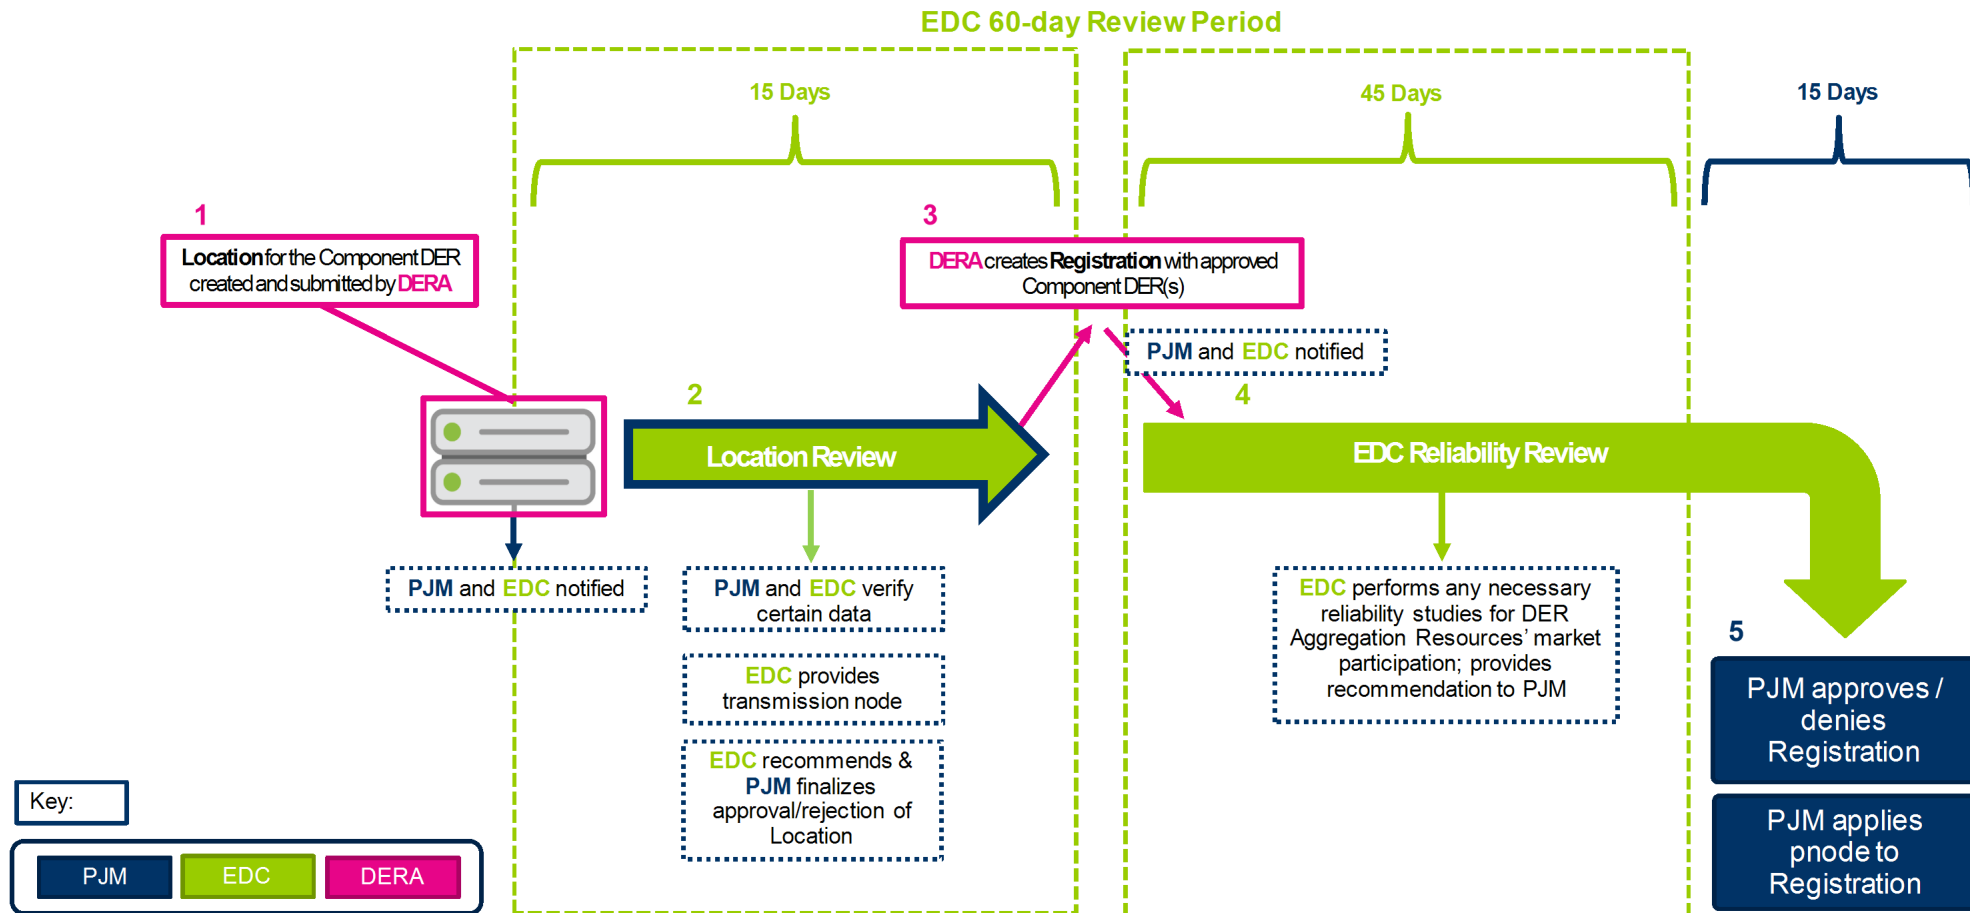 EDC 60-day Review Period
15 Days
45 Days
15 Days
1
Location for the Component DER
created and submitted by DERA
3
DERA creates Registration with approved
Component DER(s)
PJM and EDC notified
2
Location Review
4
EDC Reliability Review
PJM and EDC notified
PJM and EDC verify
certain data
EDC provides
transmission node
EDC recommends &
PJM finalizes
approval/rejection of
Location
EDC performs any necessary
reliability studies for DER
Aggregation Resources’ market
participation; provides
recommendation to PJM
5
PJM approves /
denies
Registration
PJM applies
pnode to
Registration
Key:
PJM
EDC
DERA